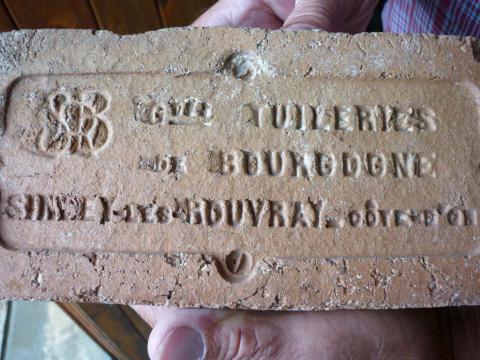 GDES TUILERIES
DE BOURGOGNE
SINCEY-LES-ROUVRAY, CÔTE-D'OR